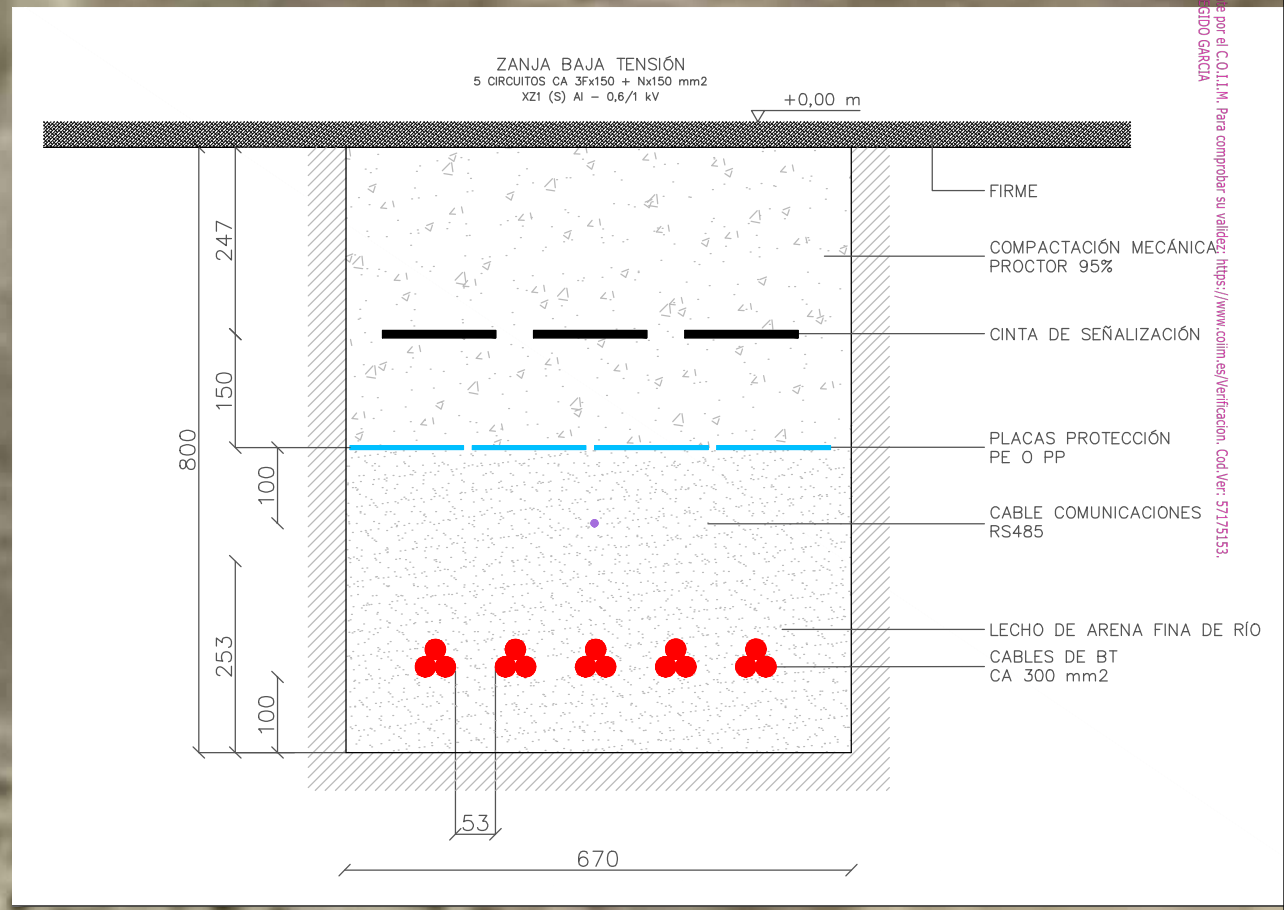 ZANJA BAJA TENSIÓN
5 CIRCUITOS CA 3Fx150 + Nx150 mm2
XZ1 (S) Al - 0,6/1 kV
+0,00 m
FIRME
COMPACTACIÓN MECÁNICA
PROCTOR 95%
CINTA DE SEÑALIZACIÓN
PLACAS PROTECCIÓN
PE O PP
CABLE COMUNICACIONES
RS485
LECHO DE ARENA FINA DE RÍO
CABLES DE BT
CA 300 mm2
247
150
800
100
253
100
53
670
por el C.O.I.I.M. Para comprobar su validez: https://www.coiim.es/Verificacion. Cod.Ver: 57175153.
GARCIA